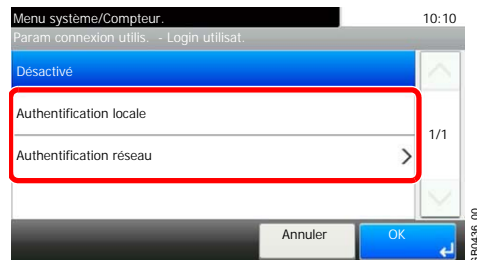 Menu système/Compteur. 10:10
Param connexion utilis. - Login utilisat.
Désactivé
Authentification locale
1/1
Authentification réseau
Annuler OK
GB0436_00